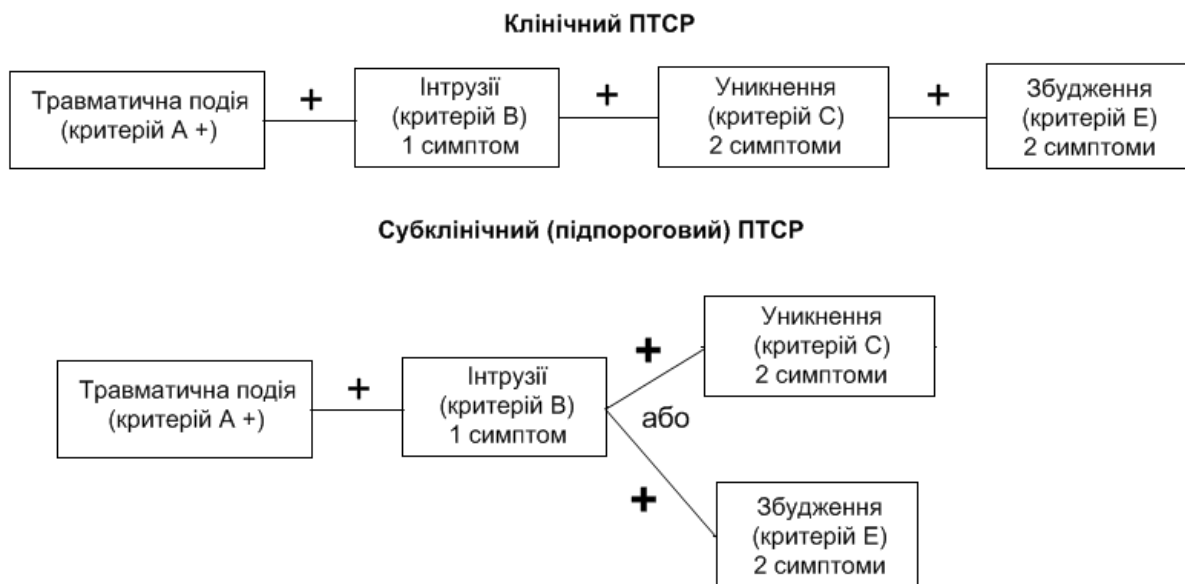 Клінічний ПТСР
Травматична подія
(критерій А +)
+
Інтрузії
(критерій В)
1 симптом
+
Уникнення
(критерій С)
2 симптоми
+
Збудження
(критерій Е)
2 симптоми
Субклінічний (підпороговий) ПТСР
Травматична подія
(критерій А +)
+
Інтрузії
(критерій В)
1 симптом
+
Уникнення
(критерій С)
2 симптоми
або
+
Збудження
(критерій Е)
2 симптоми